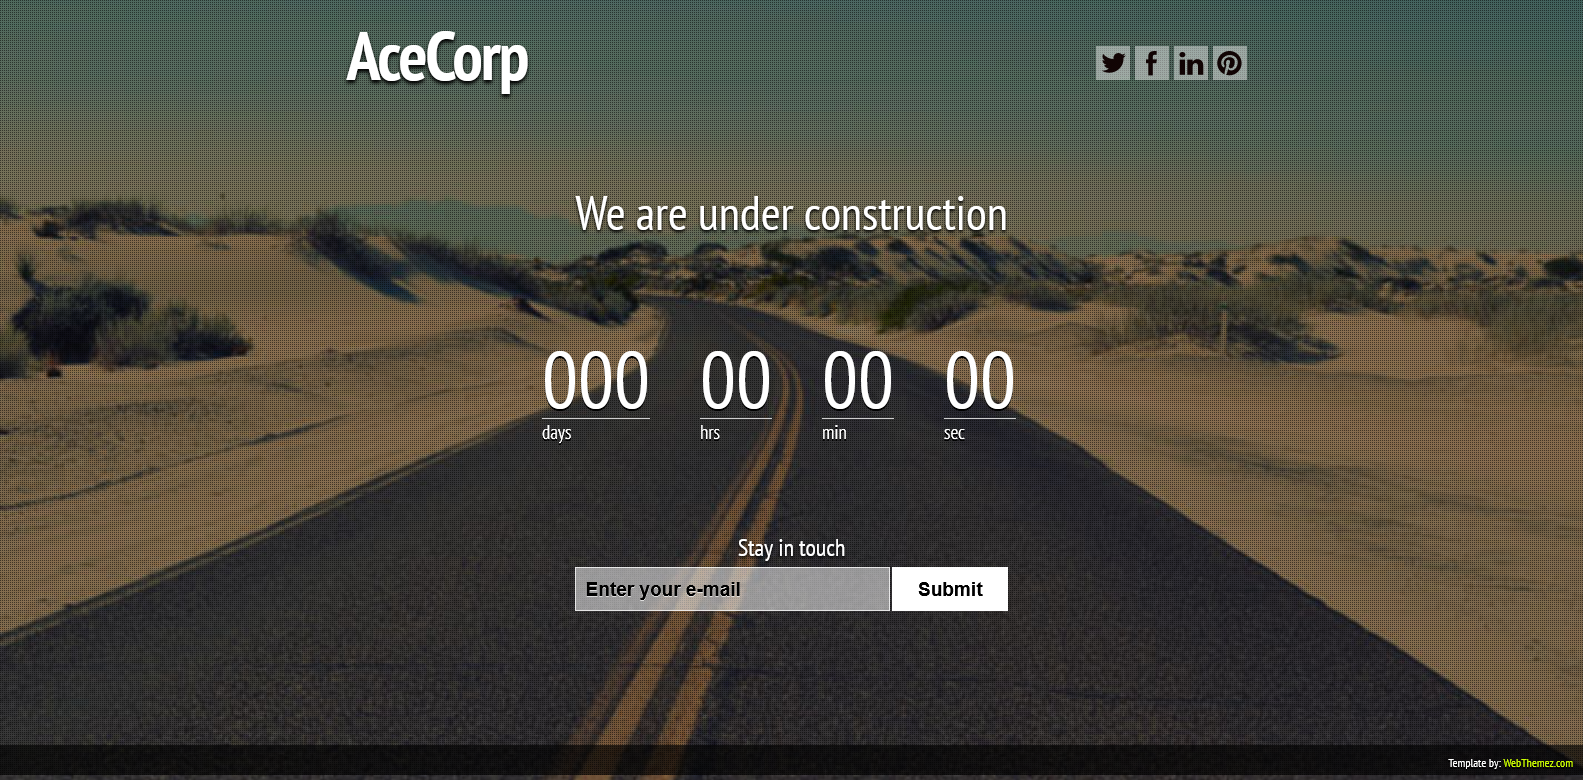 AceCorp
We are under construction
000 00 00 00
days hrs min sec
Stay in touch
Enter your e-mail Submit
Template by: WebThemez.com